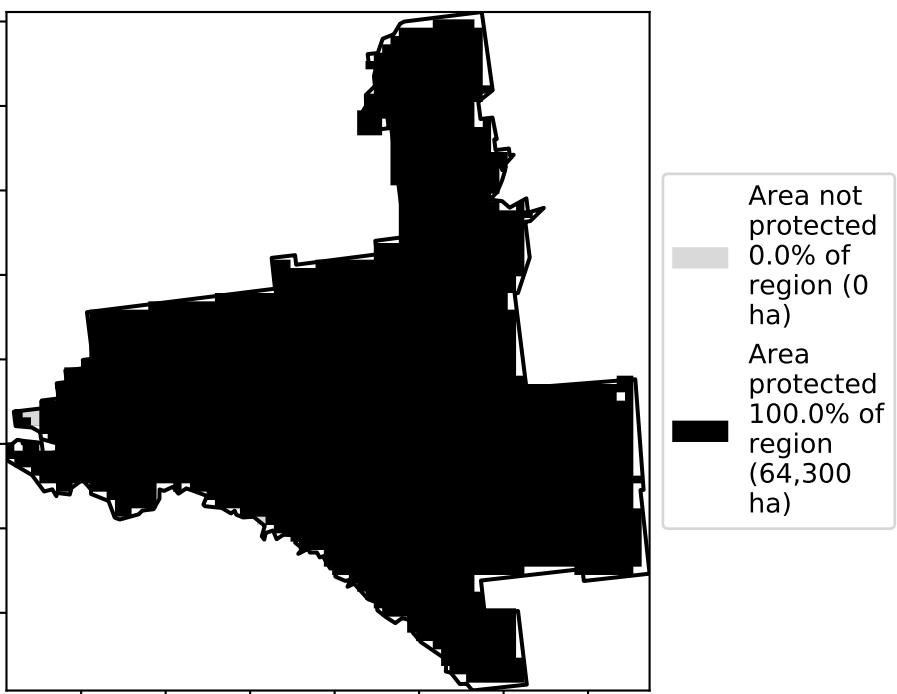 Area not
protected
0.0% of
region (0
ha)
Area
protected
100.0% of
region
(64,300
ha)